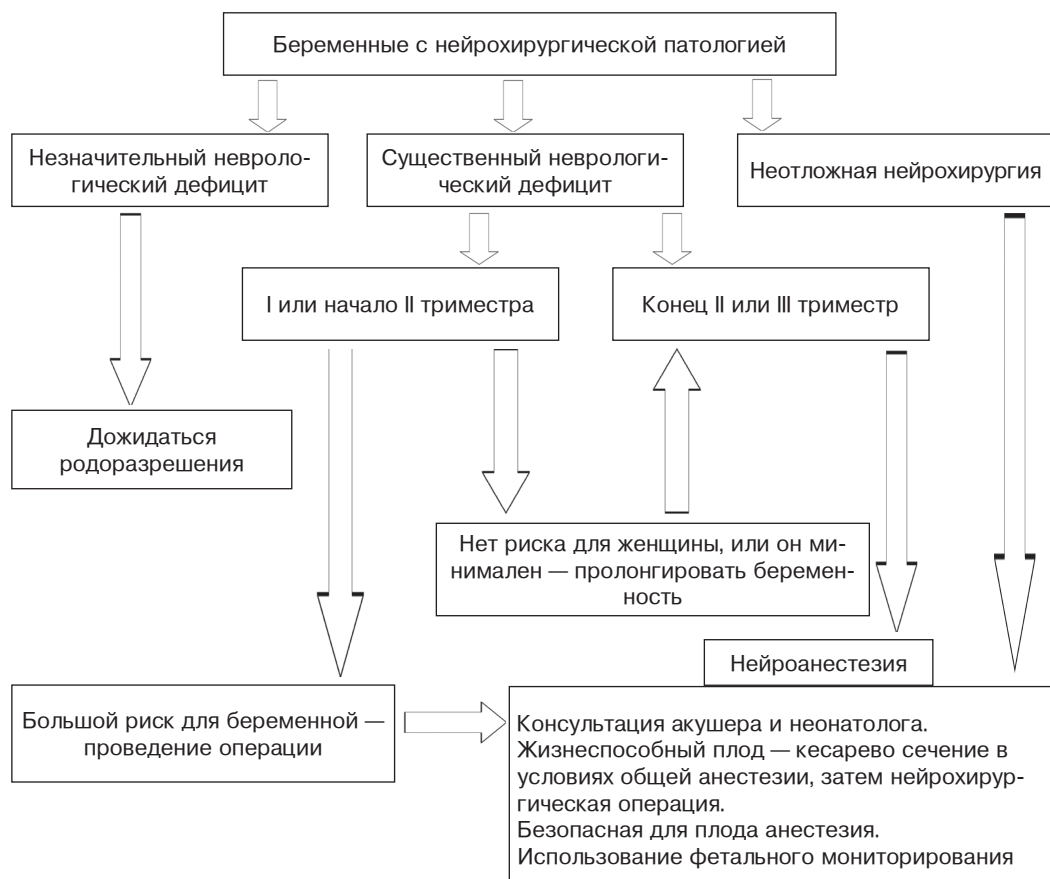 Беременные с нейрохирургической патологией
Незначительный невроло-
гический дефицит
Существенный неврологи-
ческий дефицит
Неотложная нейрохирургия
I или начало II триместра
Конец II или III триместр
Дожидаться
родоразрешения
Нет риска для женщины, или он ми-
нимален — пролонгировать беремен-
ность
Нейроанестезия
Большой риск для беременной —
проведение операции
Консультация акушера и неонатолога.
Жизнеспособный плод — кесарево сечение в
условиях общей анестезии, затем нейрохирур-
гическая операция.
Безопасная для плода анестезия.
Использование фетального мониторирования